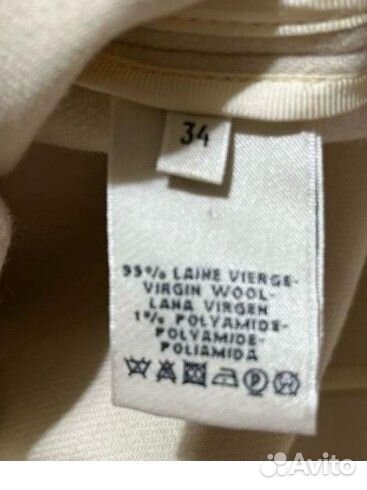 34
99% LAINE VIERGE-
VIRGIN WOOL-
LANA VIRGEN
1% POLYAMIDE-
POLYAMIDE-
POLIAMIDA
P
Avito